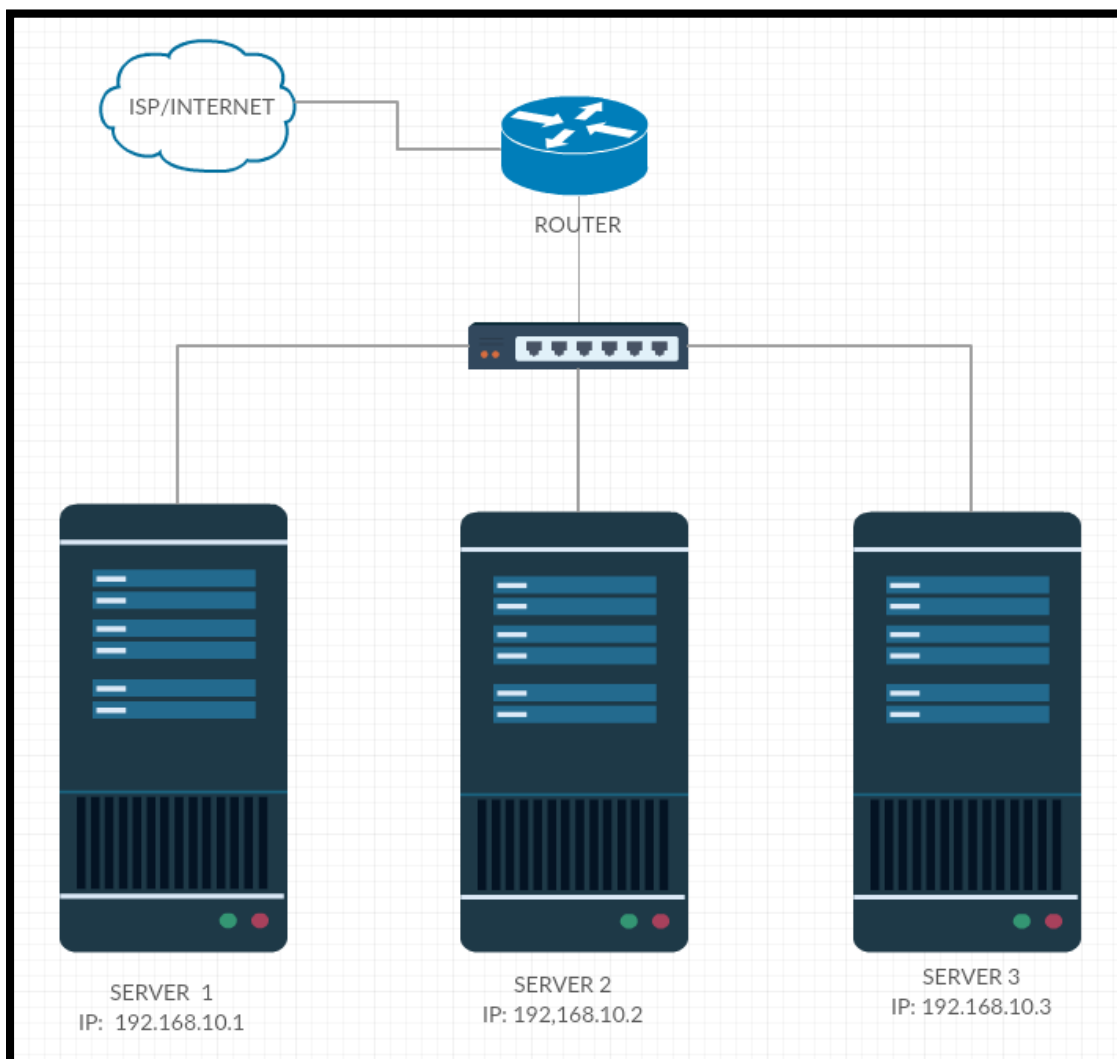 ISP/INTERNET
ROUTER
SERVER 1
IP: 192.168.10.1
SERVER 2
IP: 192,168.10.2
SERVER 3
IP: 192.168.10.3